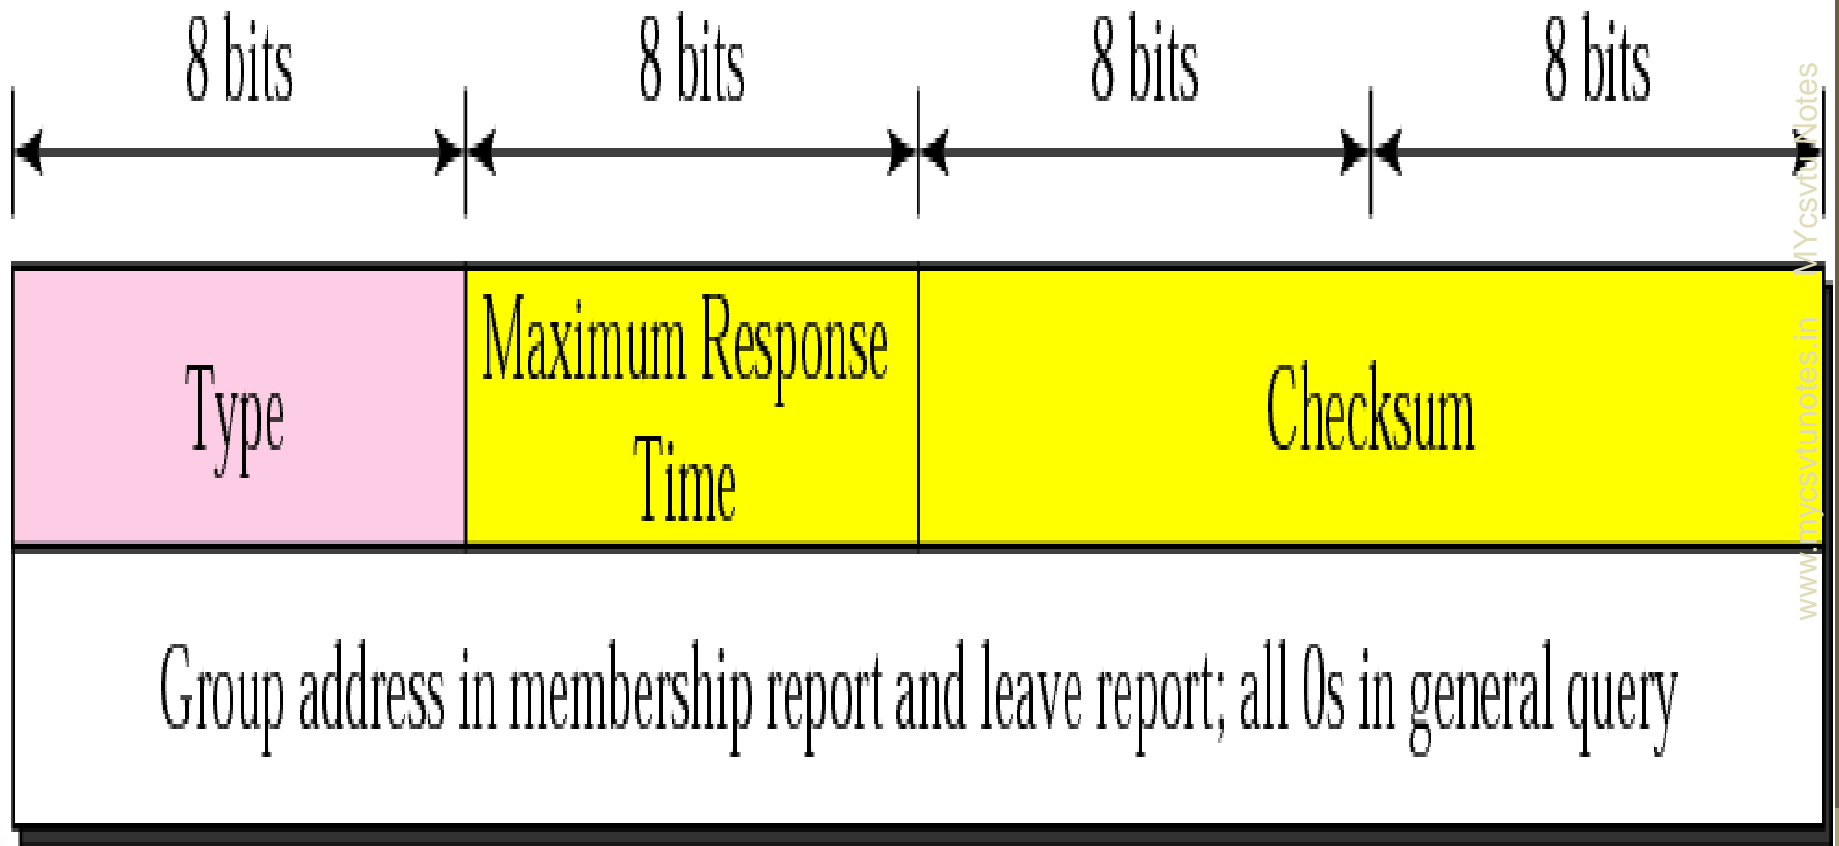 8 bits 8 bits 8 bits 8 bits
Type
Maximum Response
Time
Checksum
Group address in membership report and leave report; all 0s in general query
www.mycsvtunotes.in MYcsvtuNotes